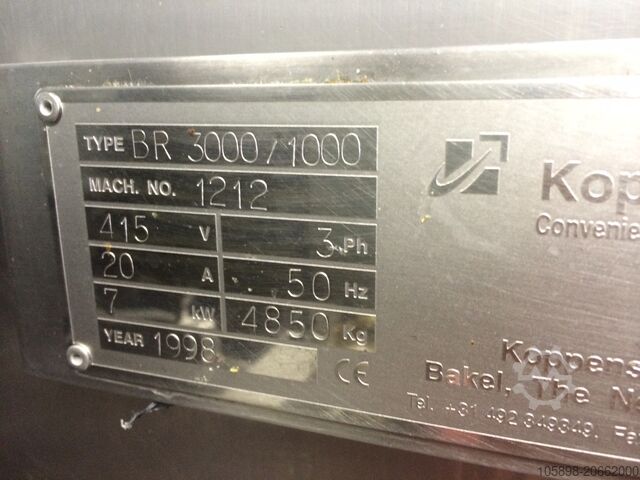 TYPE BR 3000/1000
MACH. NO. 1212
415 V 3 Ph
20 A 50 Hz
7 kW 4850 Kg
YEAR 1998
CE
Kop
Convenie
Koppens
Bakel, The N
Tel. +31 492 349349. Fa
105898-20662000